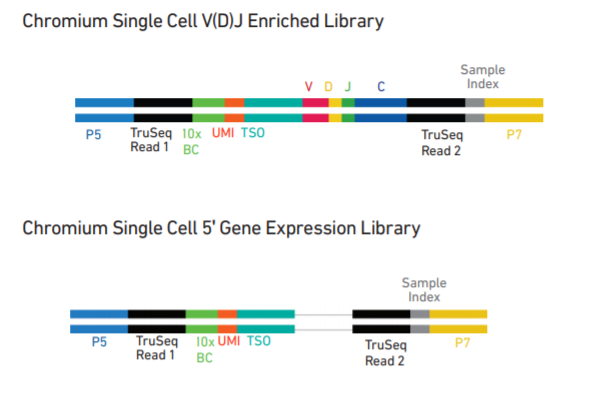 Chromium Single Cell V(D)J Enriched Library
Sample
Index
V D J C
P5 TruSeq 10x UMI TSO TruSeq P7
Read 1 BC Read 2
Chromium Single Cell 5' Gene Expression Library
Sample
Index
P5 TruSeq 10x UMI TSO TruSeq P7
Read 1 BC Read 2